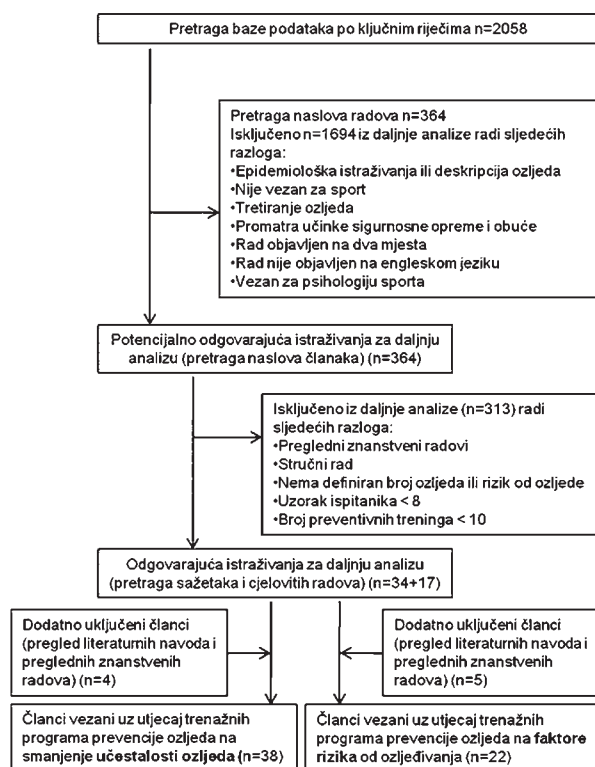 Pretraga baze podataka po ključnim riječima n=2058
Pretraga naslova radova n=364
Isključeno n=1694 iz daljnje analize radi sljedećih
razloga:
•Epidemiološka istraživanja ili deskripcija ozljeda
•Nije vezan za sport
•Tretiranje ozljeda
•Promatra učinke sigurnosne opreme i obuće
•Rad objavljen na dva mjesta
•Rad nije objavljen na engleskom jeziku
•Vezan za psihologiju sporta
Potencijalno odgovarajuća istraživanja za daljnju
analizu (pretraga naslova članaka) (n=364)
Isključeno iz daljnje analize (n=313) radi
sljedećih razloga:
•Pregledni znanstveni radovi
•Stručni rad
•Nema definiran broj ozljeda ili rizik od ozljede
•Uzorak ispitanika < 8
•Broj preventivnih treninga < 10
Odgovarajuća istraživanja za daljnju analizu
(pretraga sažetaka i cjelovitih radova) (n=34+17)
Dodatno uključeni članci
(pregled literaturnih navoda i
preglednih znanstvenih
radova) (n=4)
Dodatno uključeni članci
(pregled literaturnih navoda i
preglednih znanstvenih
radova) (n=5)
Članci vezani uz utjecaj trenažnih
programa prevencije ozljeda na
smanjenje učestalosti ozljeda (n=38)
Članci vezani uz utjecaj trenažnih
programa prevencije ozljeda na faktore
rizika od ozljeđivanja (n=22)